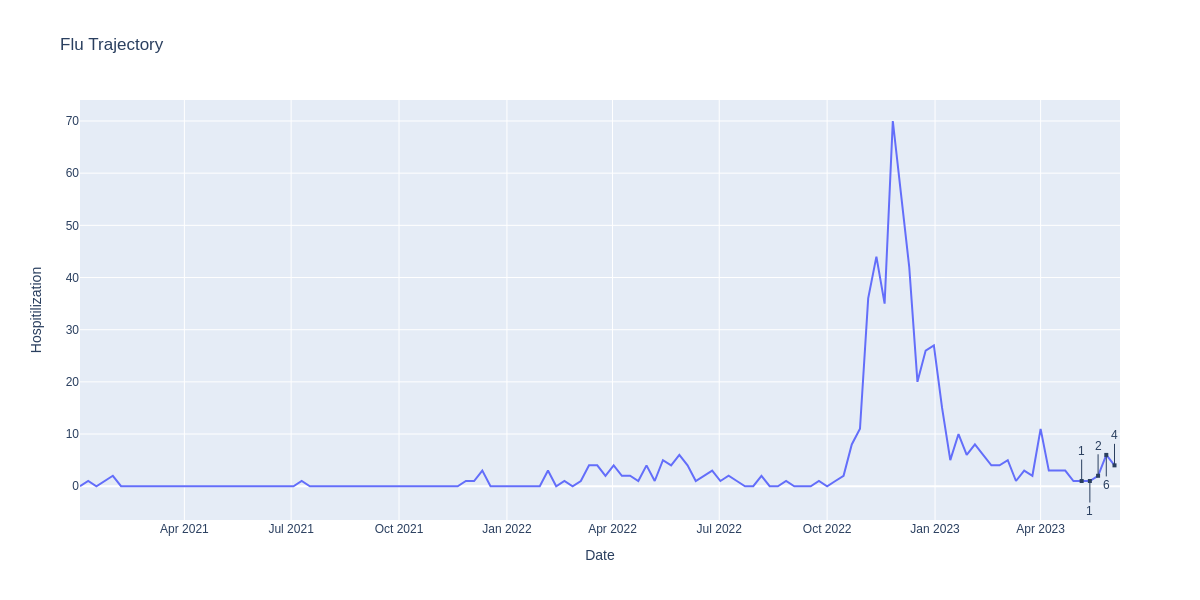 Flu Trajectory
Hospitilization
70
60
50
40
30
20
10
0
1
1
2
6
4
Apr 2021
Jul 2021
Oct 2021
Jan 2022
Apr 2022
Jul 2022
Oct 2022
Jan 2023
Apr 2023
Date